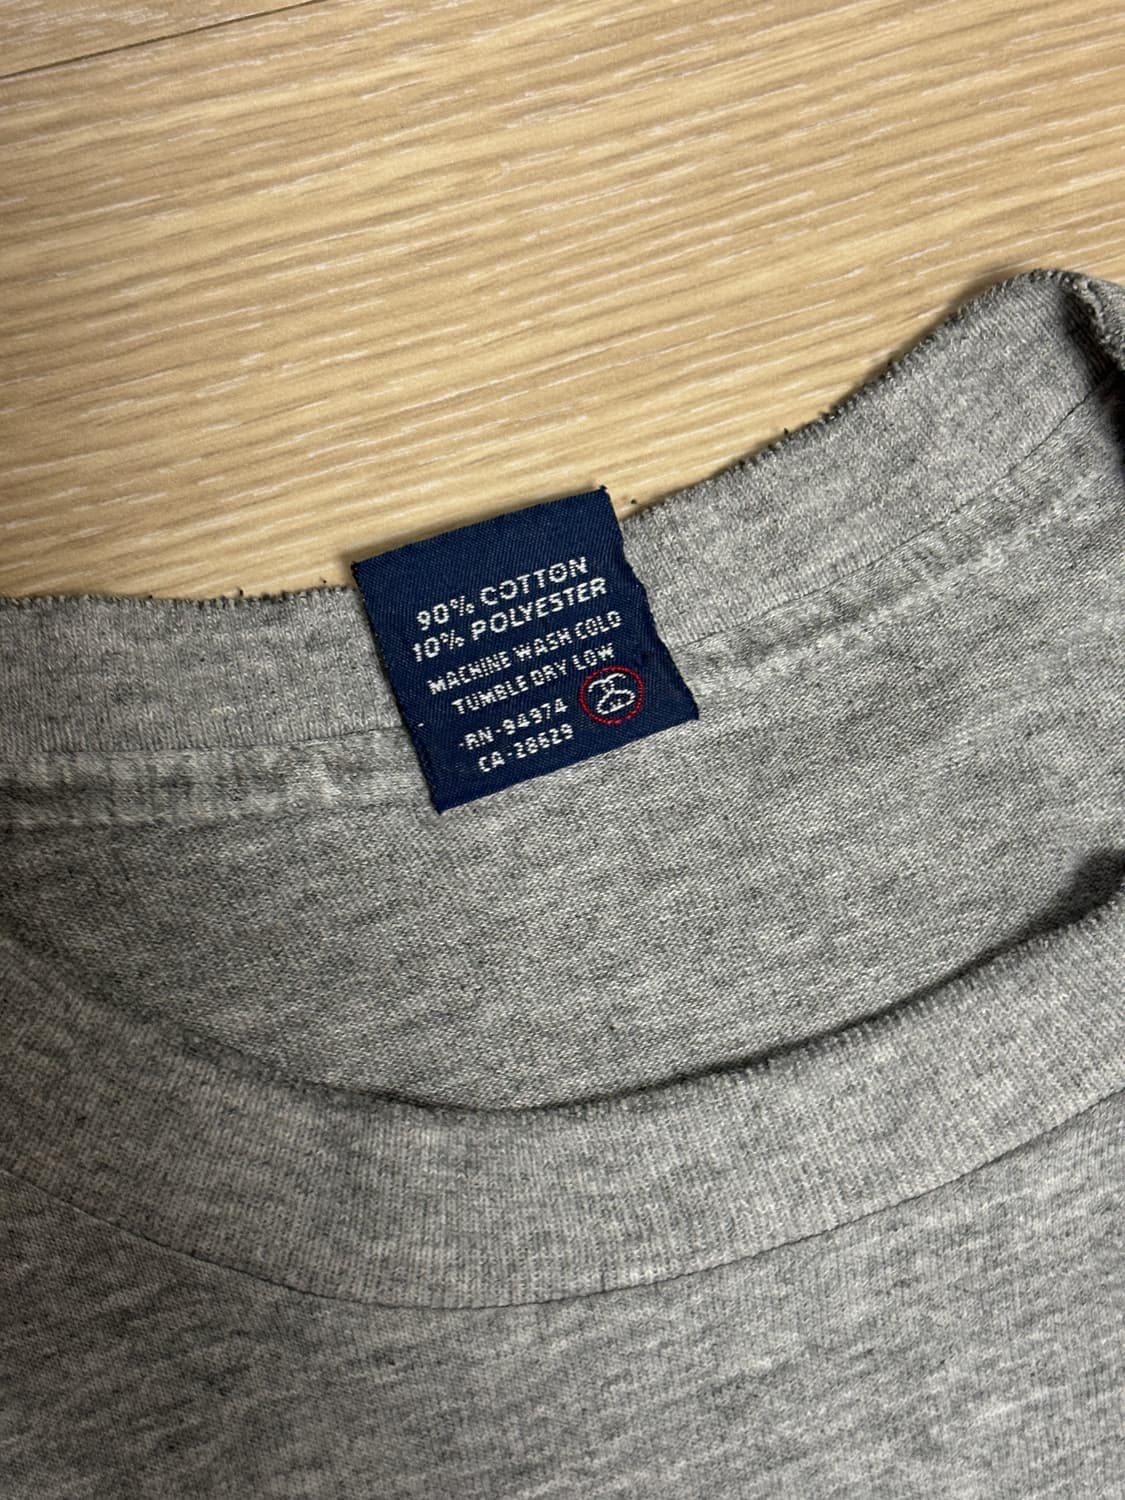 90% COTTON
10% POLYESTER
MACHINE WASH COLD
TUMBLE DRY LOW
RN-94974
CA-28629